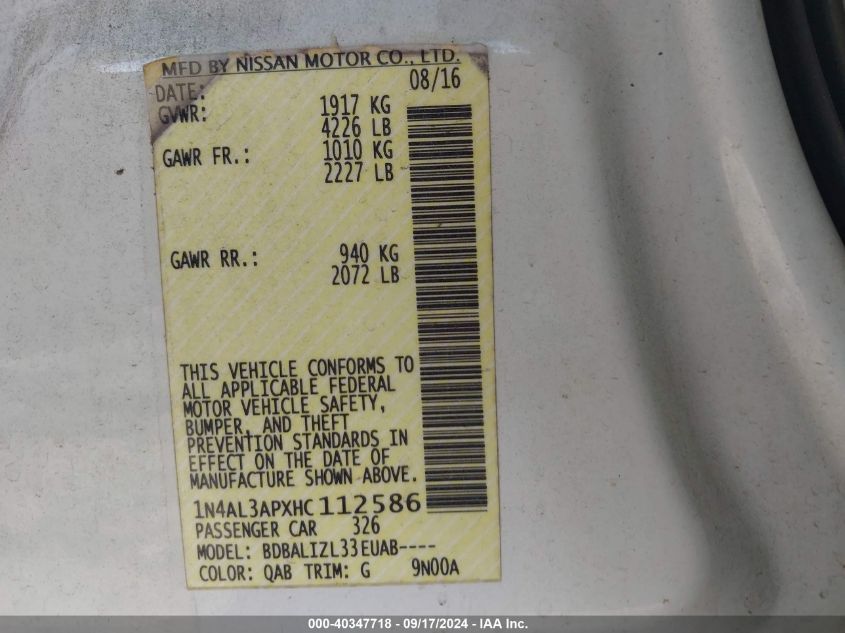 MFD BY NISSAN MOTOR CO., LTD.
DATE: 08/16
GVWR: 1917 KG
4226 LB
GAWR FR.: 1010 KG
2227 LB
GAWR RR.: 940 KG
2072 LB
THIS VEHICLE CONFORMS TO
ALL APPLICABLE FEDERAL
MOTOR VEHICLE SAFETY,
BUMPER, AND THEFT
PREVENTION STANDARDS IN
EFFECT ON THE DATE OF
MANUFACTURE SHOWN ABOVE.
1N4AL3APXHC112586
PASSENGER CAR 326
MODEL: BDBALIZL33EUAB----
COLOR: QAB TRIM: G 9N00A
000-40347718 - 09/17/2024 - IAA Inc.